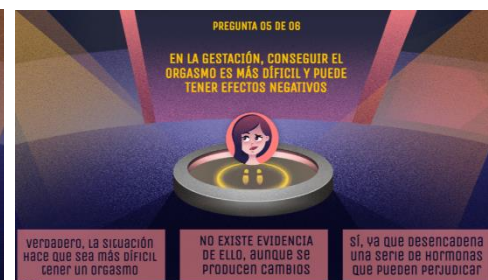 PREGUNTA 05 DE 06
EN LA GESTACIÓN, CONSEGUIR EL
ORGASMO ES MÁS DÍFICIL Y PUEDE
TENER EFECTOS NEGATIVOS
VERDADERO, LA SITUACIÓN
HACE QUE SEA MÁS DÍFICIL
TENER UN ORGASMO
NO EXISTE EVIDENCIA
DE ELLO, AUNQUE SE
PRODUCEN CAMBIOS
SÍ, YA QUE DESENCADENA
UNA SERIE DE HORMONAS
QUE PUEDEN PERJUDICAR